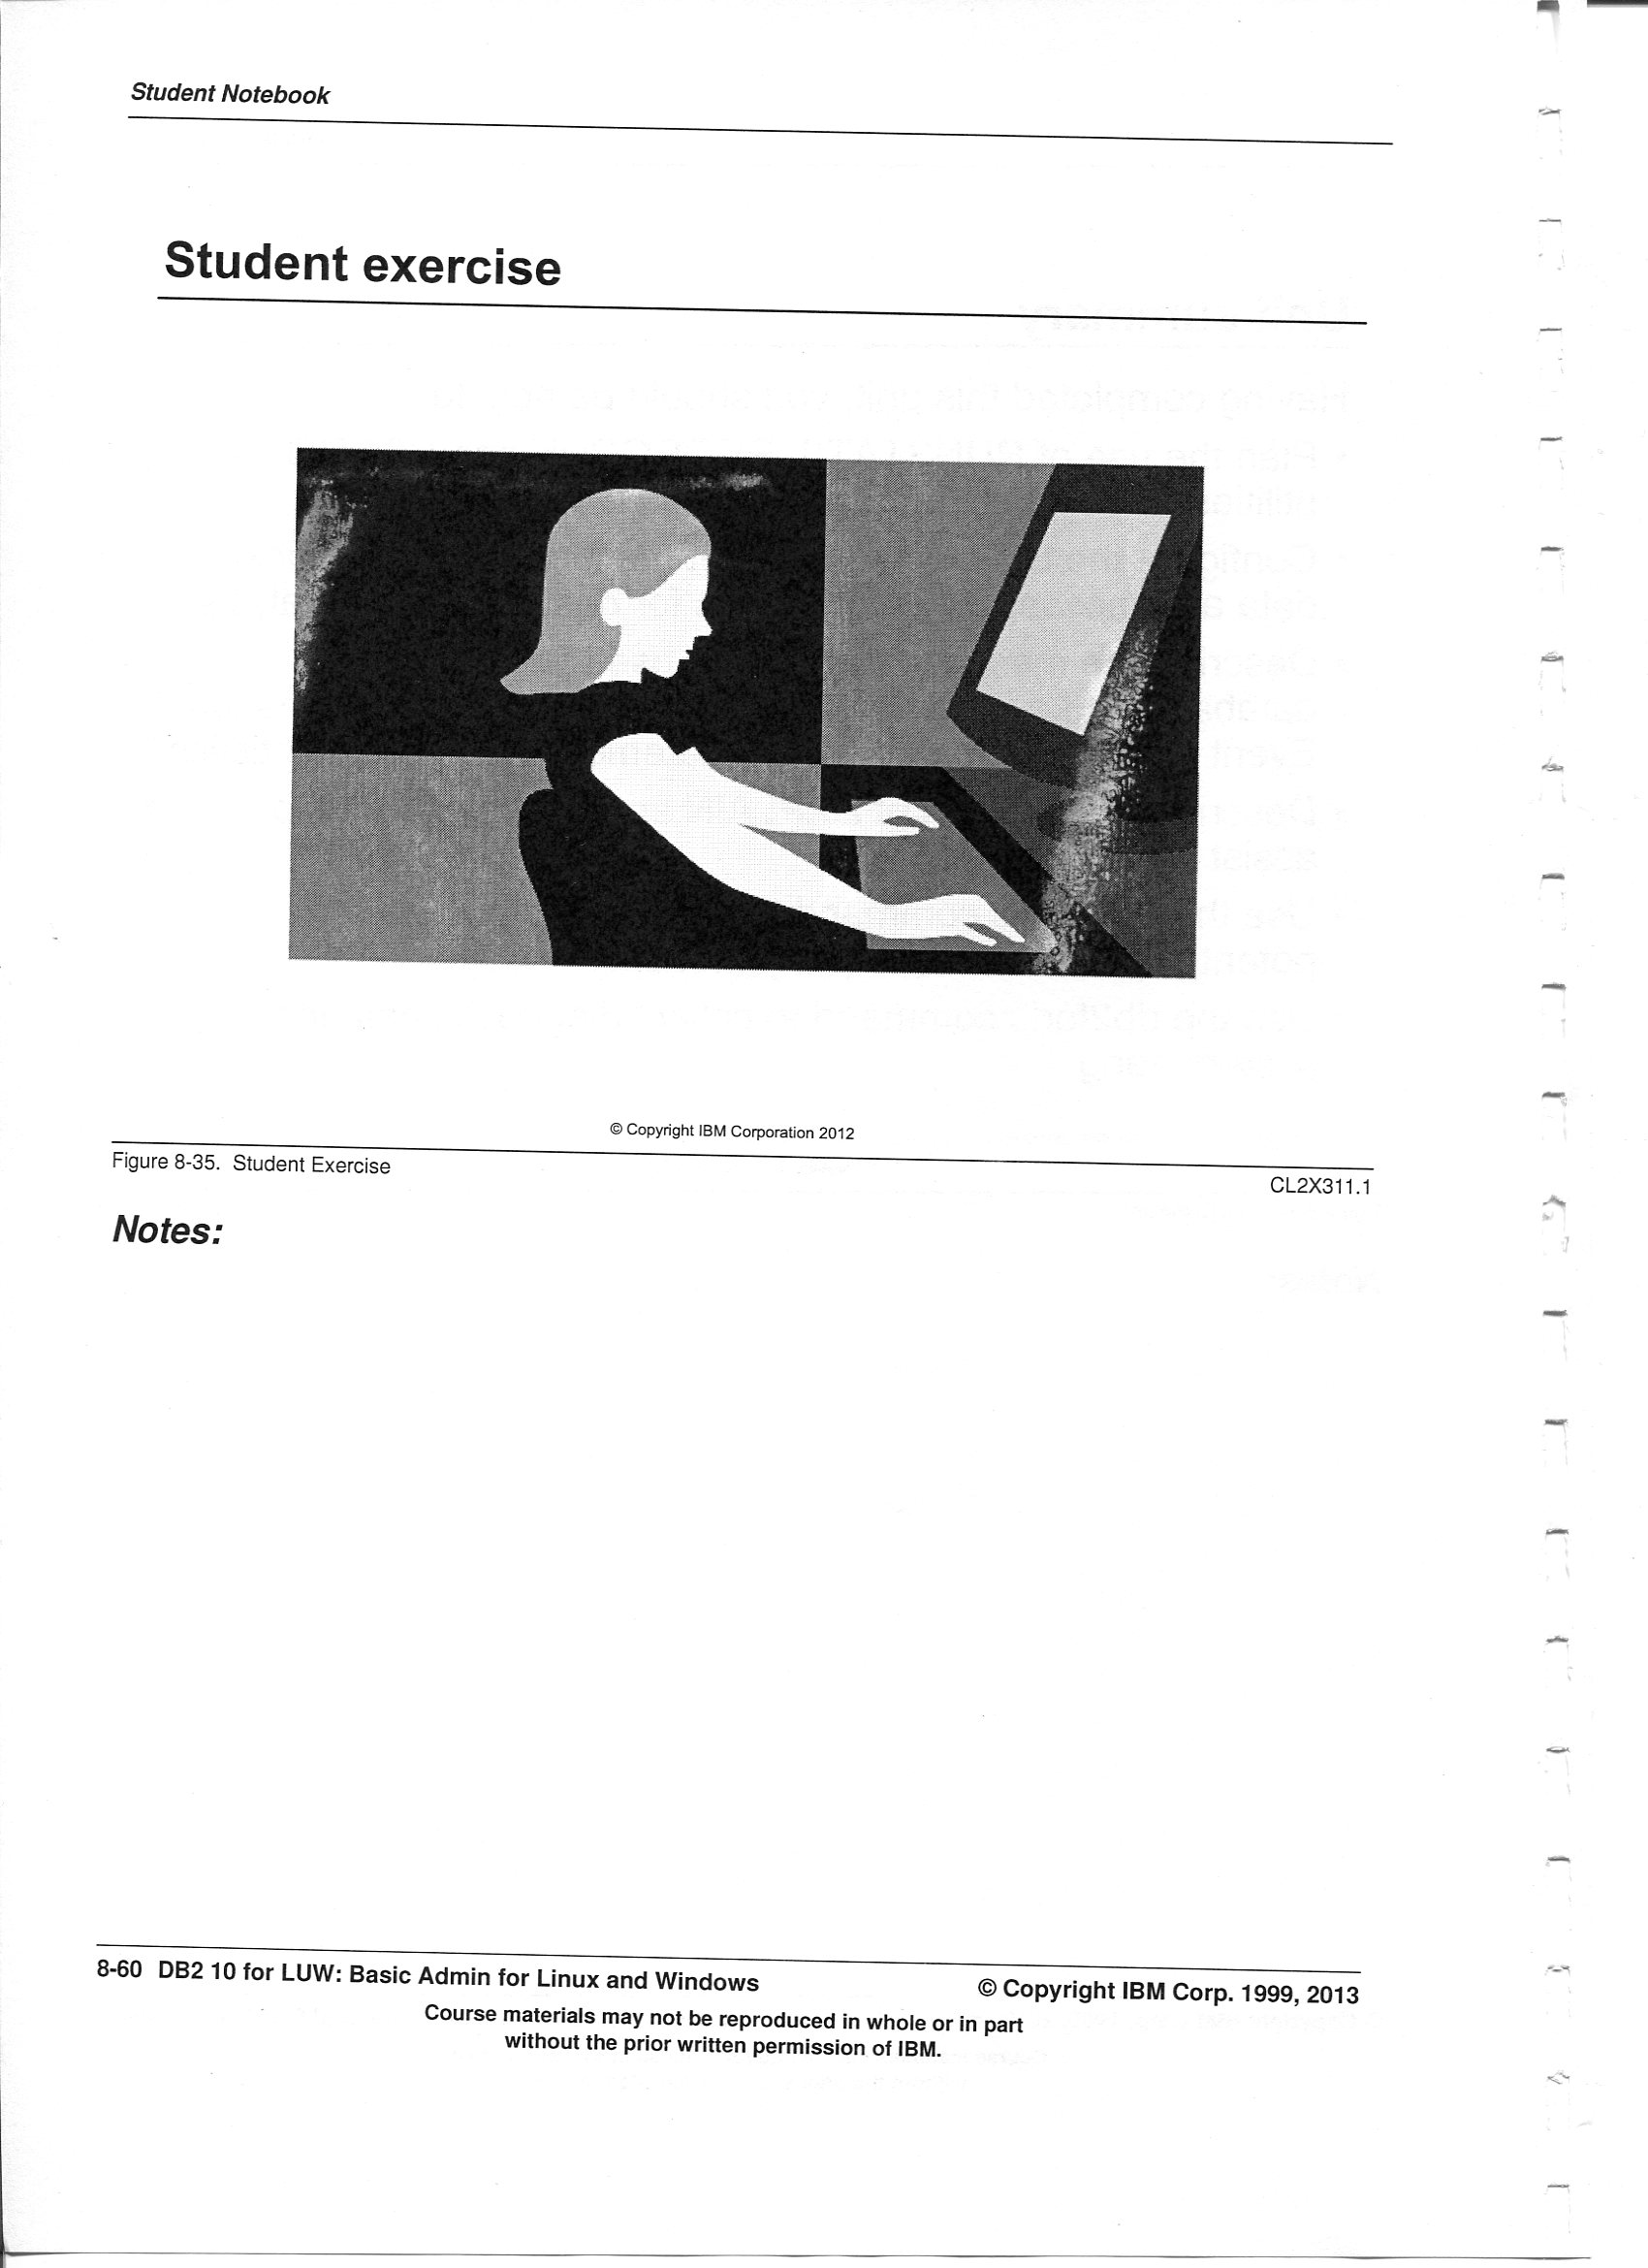 Student Notebook
Student exercise
© Copyright IBM Corporation 2012
Figure 8-35. Student Exercise
CL2X311.1
Notes:
8-60 DB2 10 for LUW: Basic Admin for Linux and Windows © Copyright IBM Corp. 1999, 2013
Course materials may not be reproduced in whole or in part
without the prior written permission of IBM.